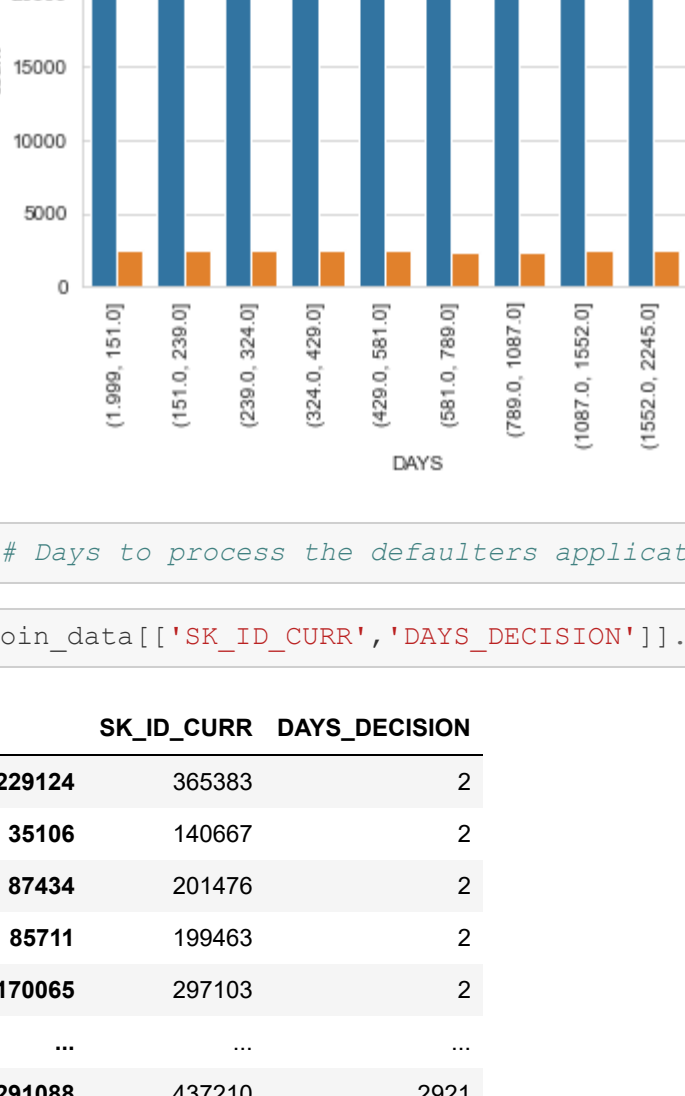 15000
10000
5000
0
(1.999, 151.0]
(151.0, 239.0]
(239.0, 324.0]
(324.0, 429.0]
(429.0, 581.0]
(581.0, 789.0]
(789.0, 1087.0]
(1087.0, 1552.0]
(1552.0, 2245.0]
DAYS
# Days to process the defaulters applicat
oin_data[['SK_ID_CURR','DAYS_DECISION']].
SK_ID_CURR DAYS_DECISION
229124 365383 2
35106 140667 2
87434 201476 2
85711 199463 2
170065 297103 2
... ... ...
291088 437210 2921